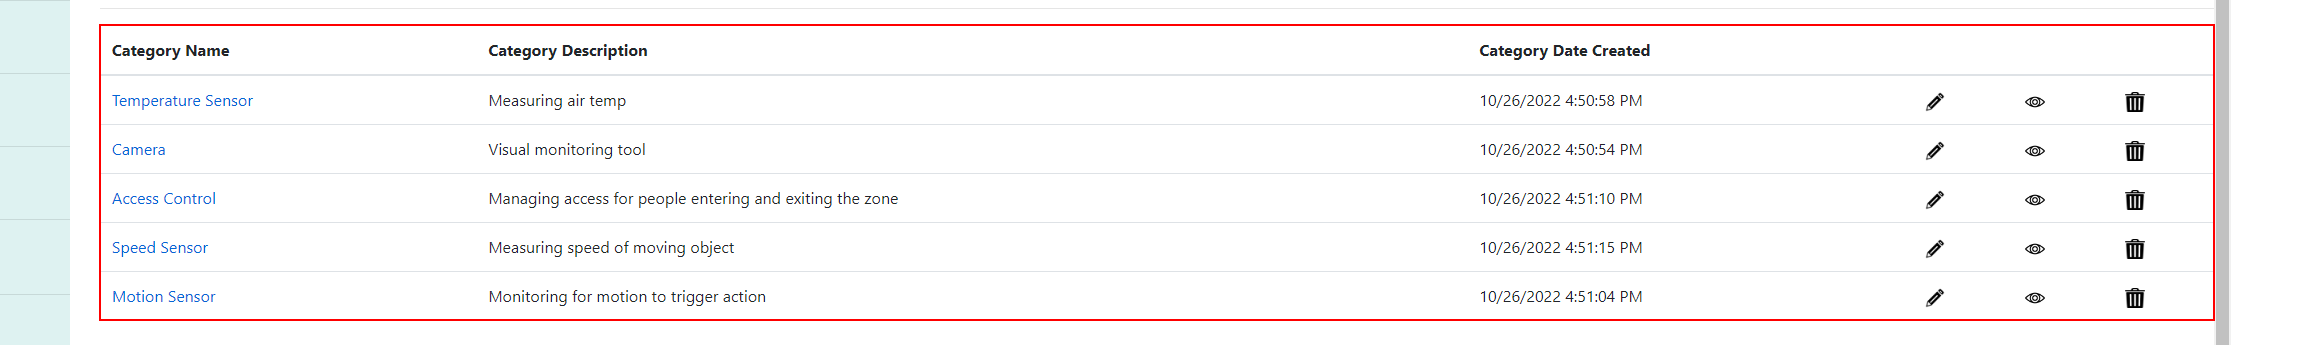 Category Name Category Description Category Date Created
Temperature Sensor Measuring air temp 10/26/2022 4:50:58 PM
Camera Visual monitoring tool 10/26/2022 4:50:54 PM
Access Control Managing access for people entering and exiting the zone 10/26/2022 4:51:10 PM
Speed Sensor Measuring speed of moving object 10/26/2022 4:51:15 PM
Motion Sensor Monitoring for motion to trigger action 10/26/2022 4:51:04 PM